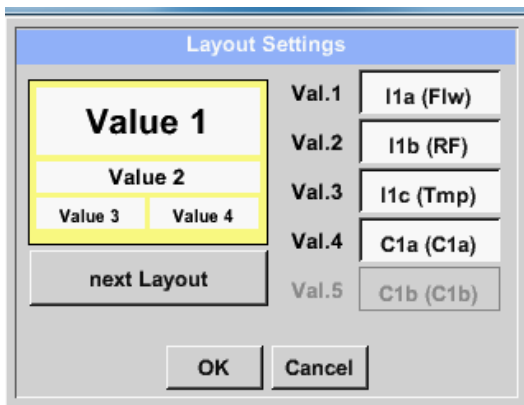 Layout Settings
Value 1
Value 2
Value 3 Value 4
next Layout
Val.1 I1a (Flw)
Val.2 I1b (RF)
Val.3 I1c (Tmp)
Val.4 C1a (C1a)
Val.5 C1b (C1b)
OK Cancel